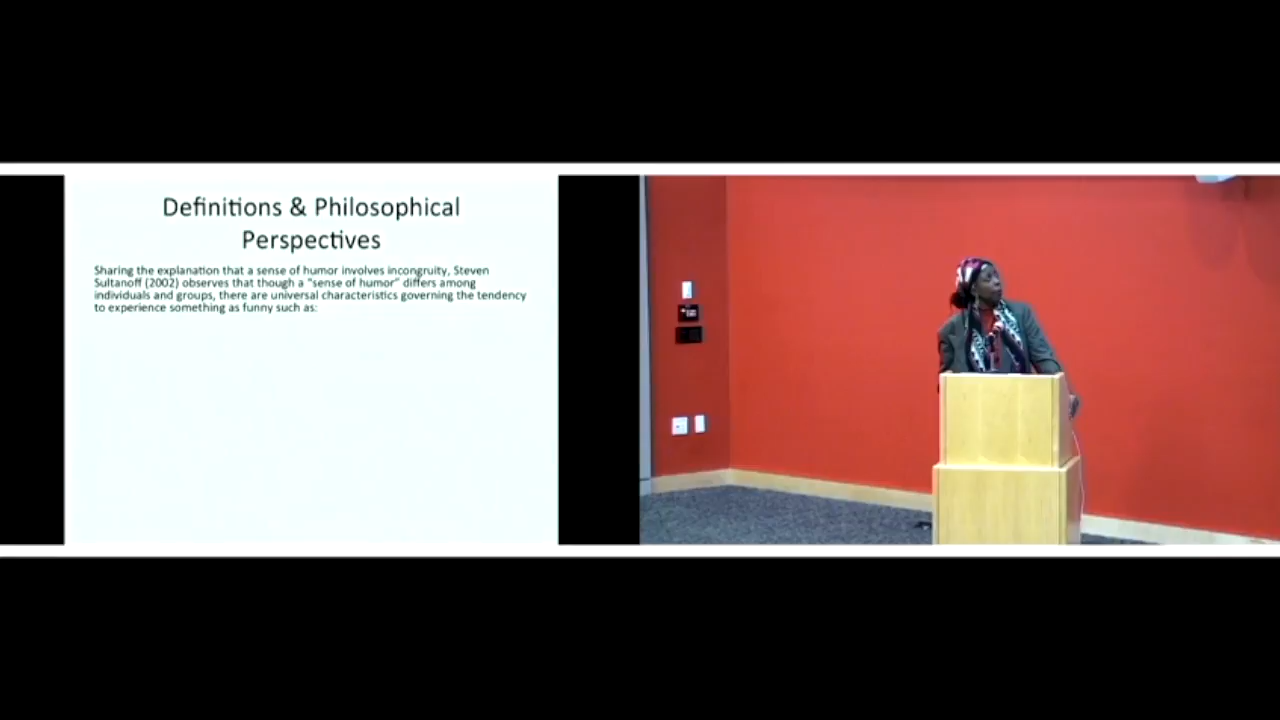 Definitions & Philosophical
Perspectives
Sharing the explanation that a sense of humor involves incongruity, Steven
Sultanoff (2002) observes that though a "sense of humor" differs among
individuals and groups, there are universal characteristics governing the tendency
to experience something as funny such as: